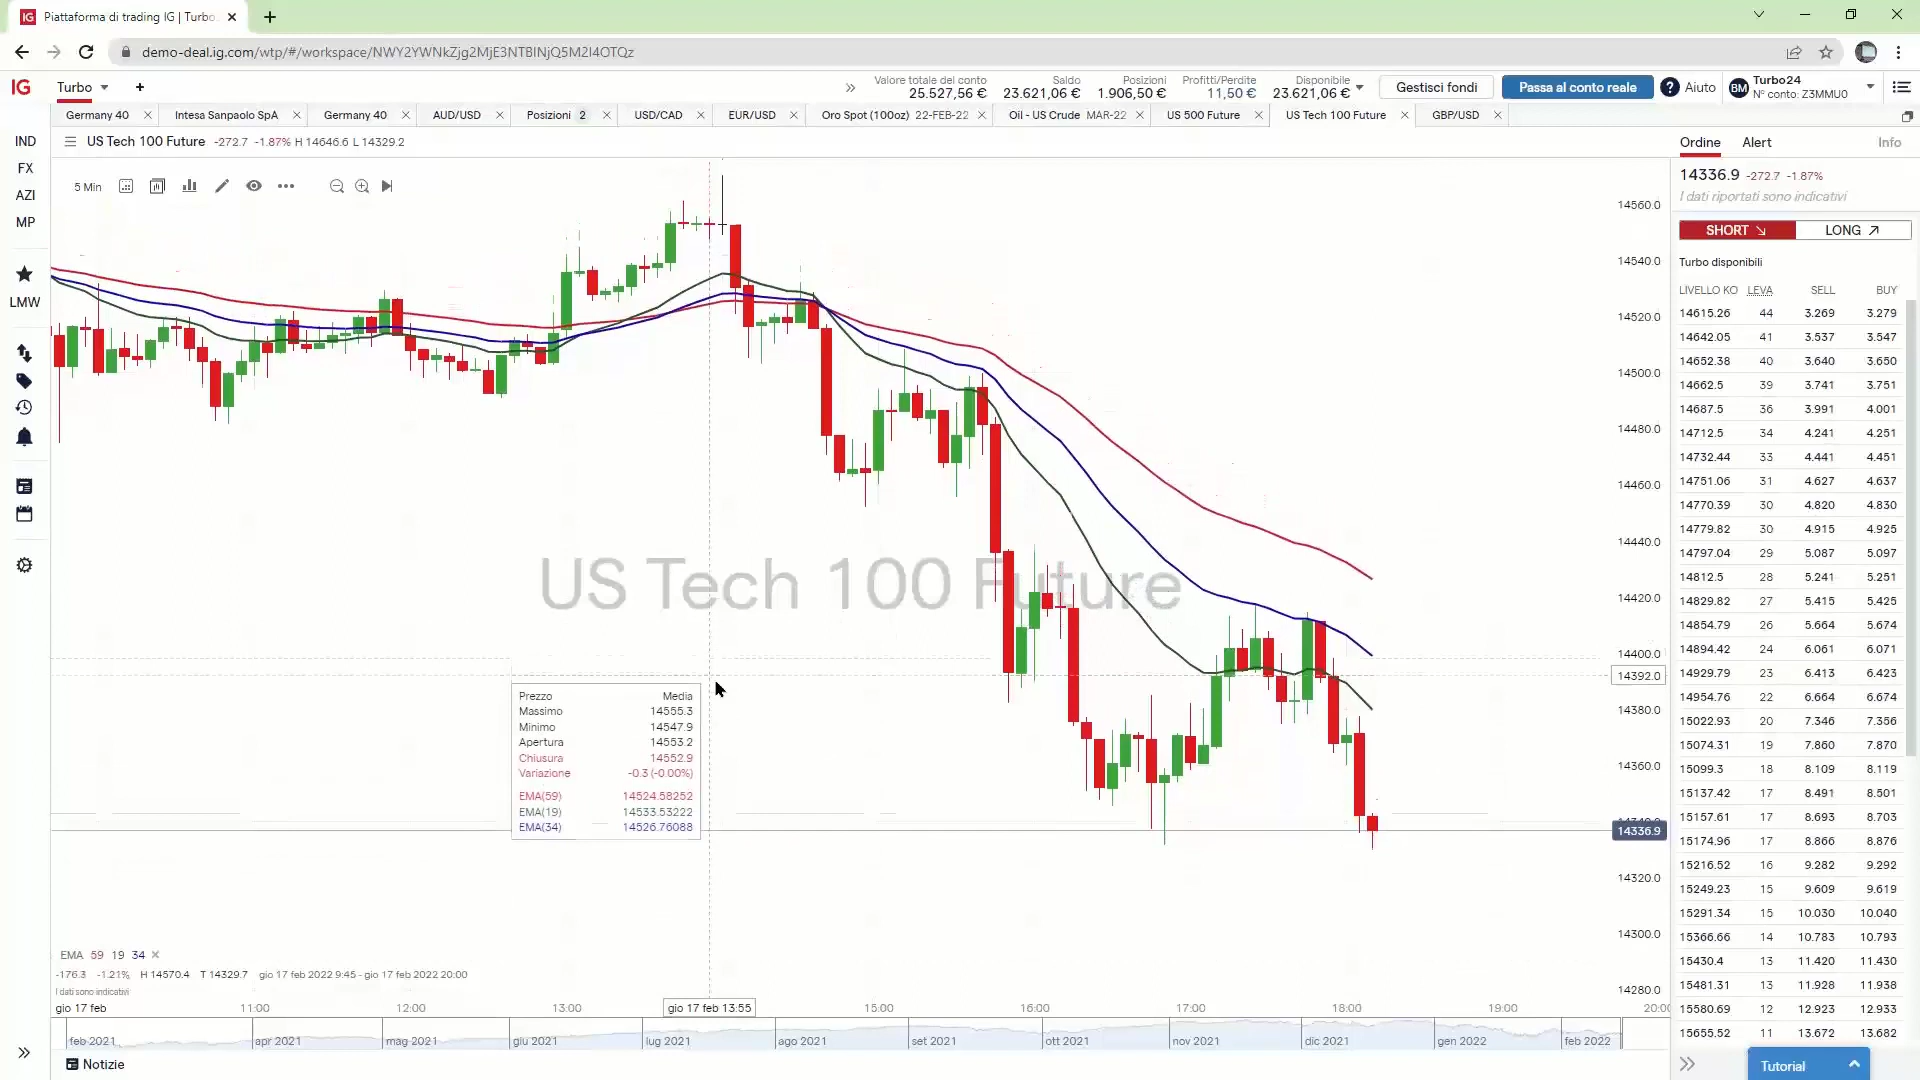 IG Piattaforma di trading IG | Turbo
demo-deal.ig.com/wtp/#/workspace/
IG Turbo
Valore totale del conto 25.527,56 €
Saldo 23.621,06 €
Posizioni 1.906,50 €
Profitti/Perdite 11,50 €
Disponibile 23.621,06 €
Gestisci fondi
Passa al conto reale
Aiuto
BM Turbo24
N° conto: Z3MMU0
Germany 40 Intesa Sanpaolo SpA Germany 40 AUD/USD Posizioni 2 USD/CAD EUR/USD Oro Spot (100oz) 22-FEB-22 Oil - US Crude MAR-22 US 500 Future US Tech 100 Future GBP/USD
IND
FX
AZI
MP
LMW
US Tech 100 Future -272.7 -1.87% H 14646.6 L 14329.2
5 Min
US Tech 100 Future
14560.0
14540.0
14520.0
14500.0
14480.0
14460.0
14440.0
14420.0
14400.0
14392.0
14380.0
14360.0
14336.9
14320.0
14300.0
14280.0
Prezzo Media
Massimo 14555.3
Minimo 14547.9
Apertura 14553.2
Chiusura 14552.9
Variazione -0.3 (-0.00%)
EMA(59) 14524.58252
EMA(19) 14533.53222
EMA(34) 14526.76088
EMA 59 19 34
-176.3 -1.21% H 14570.4 T 14329.7 gio 17 feb 2022 9:45 - gio 17 feb 2022 20:00
I dati sono indicativi
gio 17 feb 11:00 12:00 13:00 gio 17 feb 13:55 15:00 16:00 17:00 18:00 19:00 20:00
feb 2021 apr 2021 mag 2021 giu 2021 lug 2021 ago 2021 set 2021 ott 2021 nov 2021 dic 2021 gen 2022 feb 2022
Notizie
Ordine Alert Info
14336.9 -272.7 -1.87%
I dati riportati sono indicativi
SHORT LONG
Turbo disponibili
LIVELLO KO LEVA SELL BUY
14615.26 44 3.269 3.279
14642.05 41 3.537 3.547
14652.38 40 3.640 3.650
14662.5 39 3.741 3.751
14687.5 36 3.991 4.001
14712.5 34 4.241 4.251
14732.44 33 4.441 4.451
14751.06 31 4.627 4.637
14770.39 30 4.820 4.830
14779.82 30 4.915 4.925
14797.04 29 5.087 5.097
14812.5 28 5.241 5.251
14829.82 27 5.415 5.425
14854.79 26 5.664 5.674
14894.42 24 6.061 6.071
14929.79 23 6.413 6.423
14954.76 22 6.664 6.674
15022.93 20 7.346 7.356
15074.31 19 7.860 7.870
15099.3 18 8.109 8.119
15137.42 17 8.491 8.501
15157.61 17 8.693 8.703
15174.96 17 8.866 8.876
15216.52 16 9.282 9.292
15249.23 15 9.609 9.619
15291.34 15 10.030 10.040
15366.66 14 10.783 10.793
15430.4 13 11.420 11.430
15481.31 13 11.928 11.938
15580.69 12 12.923 12.933
15655.52 11 13.672 13.682
Tutorial